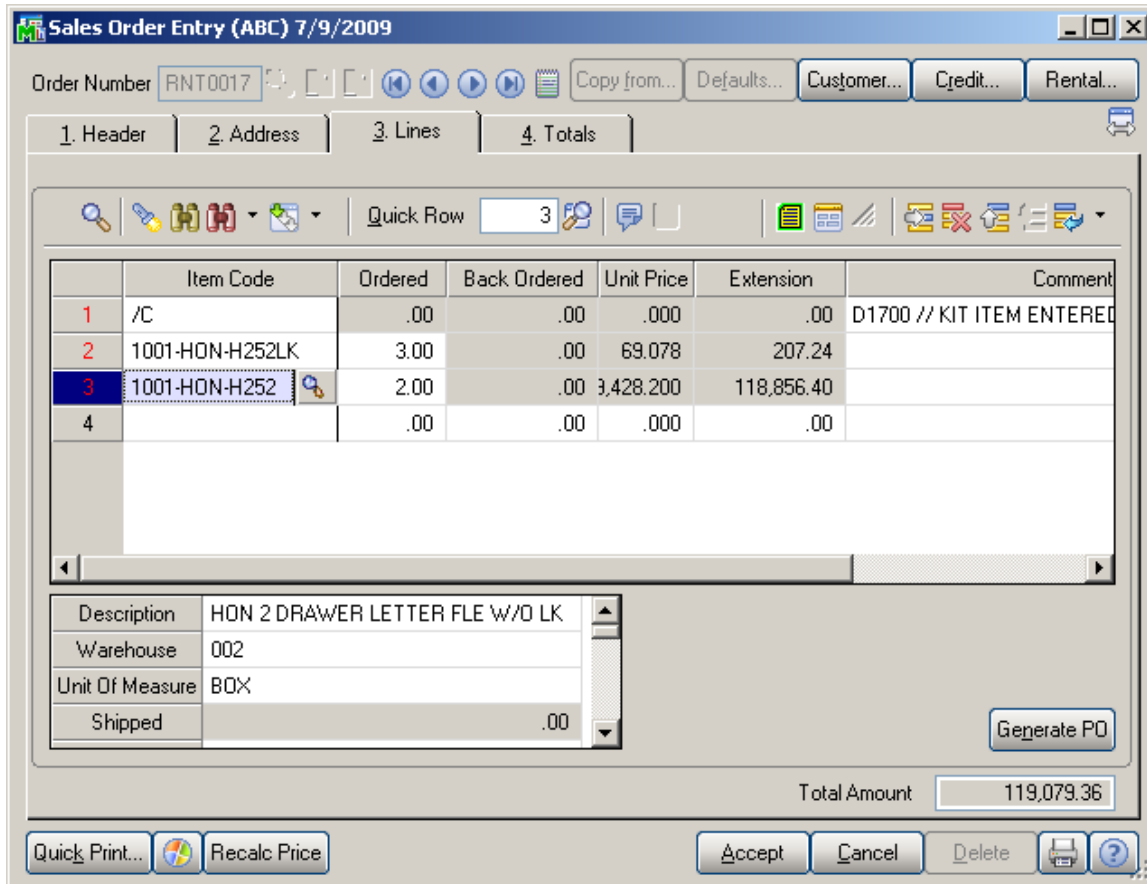 Sales Order Entry (ABC) 7/9/2009
Order Number RNT0017 Copy from... Defaults... Customer... Credit... Rental...
1. Header 2. Address 3. Lines 4. Totals
Quick Row 3
Item Code Ordered Back Ordered Unit Price Extension Comment
1 /C .00 .00 .000 .00 D1700 // KIT ITEM ENTERED
2 1001-HON-H252LK 3.00 .00 69.078 207.24
3 1001-HON-H252 2.00 .00 9,428.200 118,856.40
4 .00 .00 .000 .00
Description HON 2 DRAWER LETTER FLE W/O LK
Warehouse 002
Unit Of Measure BOX
Shipped .00
Generate PO
Total Amount 119,079.36
Quick Print... Recalc Price Accept Cancel Delete